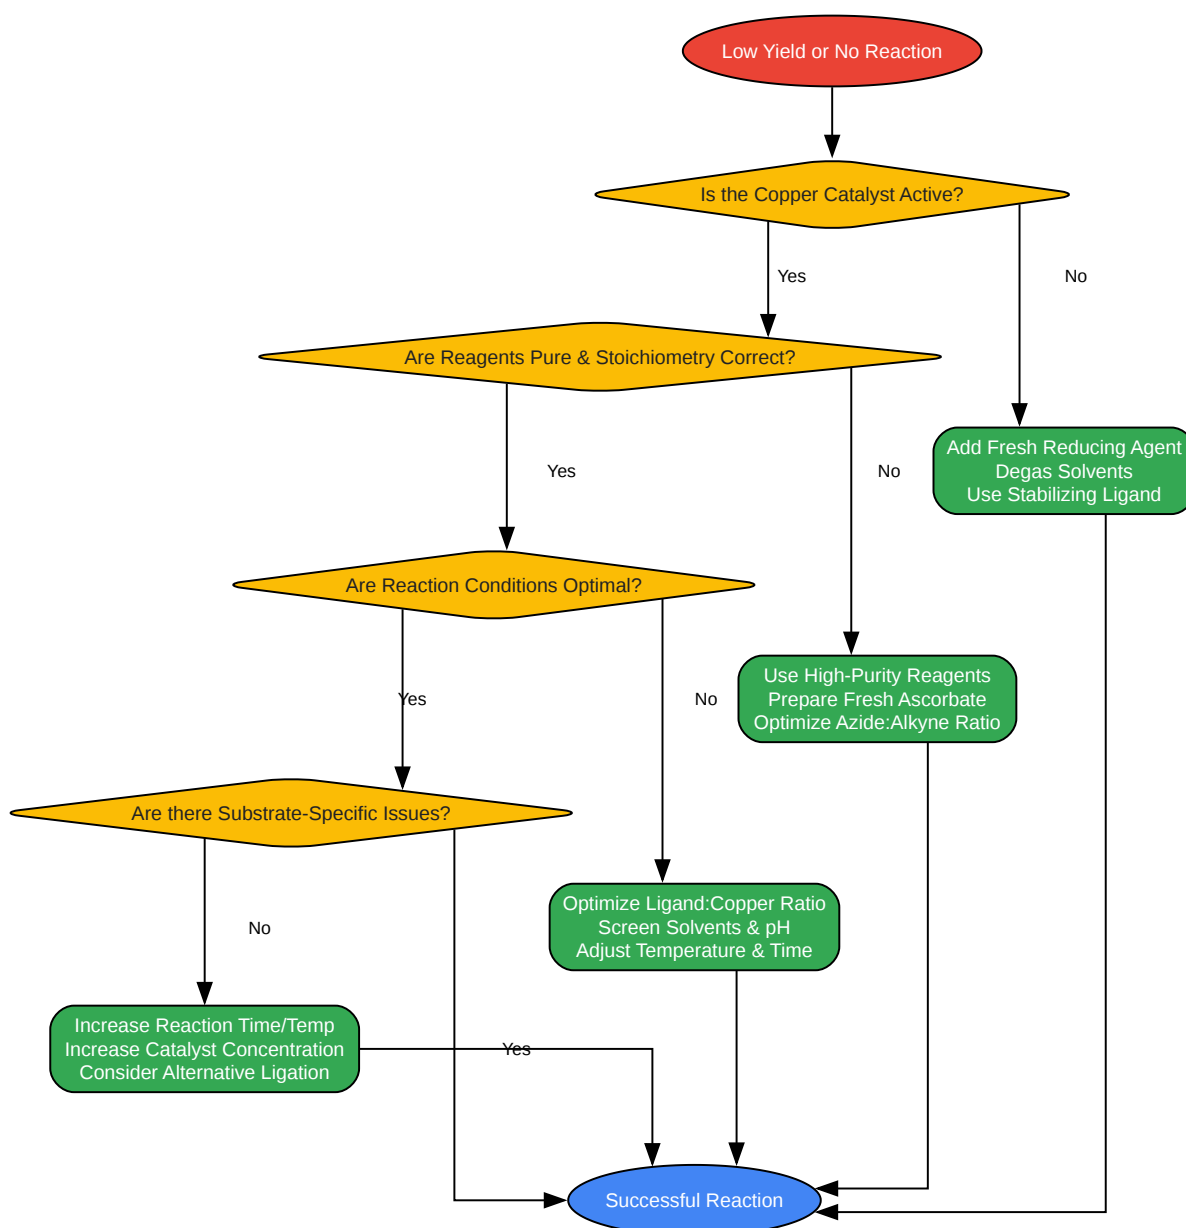 Low Yield or No Reaction
Is the Copper Catalyst Active?
Yes
No
Are Reagents Pure & Stoichiometry Correct?
Yes
No
Add Fresh Reducing Agent
Degas Solvents
Use Stabilizing Ligand
Are Reaction Conditions Optimal?
Yes
No
Use High-Purity Reagents
Prepare Fresh Ascorbate
Optimize Azide:Alkyne Ratio
Are there Substrate-Specific Issues?
No
Optimize Ligand:Copper Ratio
Screen Solvents & pH
Adjust Temperature & Time
Increase Reaction Time/Temp
Increase Catalyst Concentration
Consider Alternative Ligation
Yes
Successful Reaction